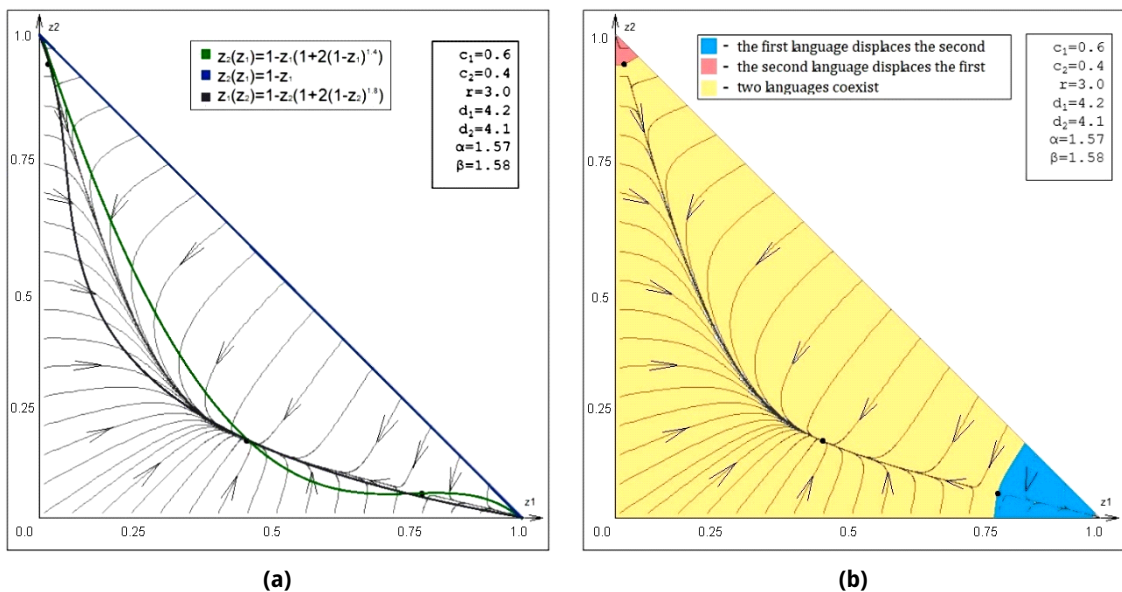 z2
1.0
0.75
0.5
0.25
0.0
0.25
0.5
0.75
1.0
z1
z₂(z₁)=1-z₁(1+2(1-z₁)¹·⁴)
z₂(z₁)=1-z₁
z₁(z₂)=1-z₂(1+2(1-z₂)¹·⁸)
c₁=0.6
c₂=0.4
r=3.0
d₁=4.2
d₂=4.1
α=1.57
β=1.58
(a)
z2
1.0
0.75
0.5
0.25
0.0
0.25
0.5
0.75
1.0
z1
- the first language displaces the second
- the second language displaces the first
- two languages coexist
c₁=0.6
c₂=0.4
r=3.0
d₁=4.2
d₂=4.1
α=1.57
β=1.58
(b)